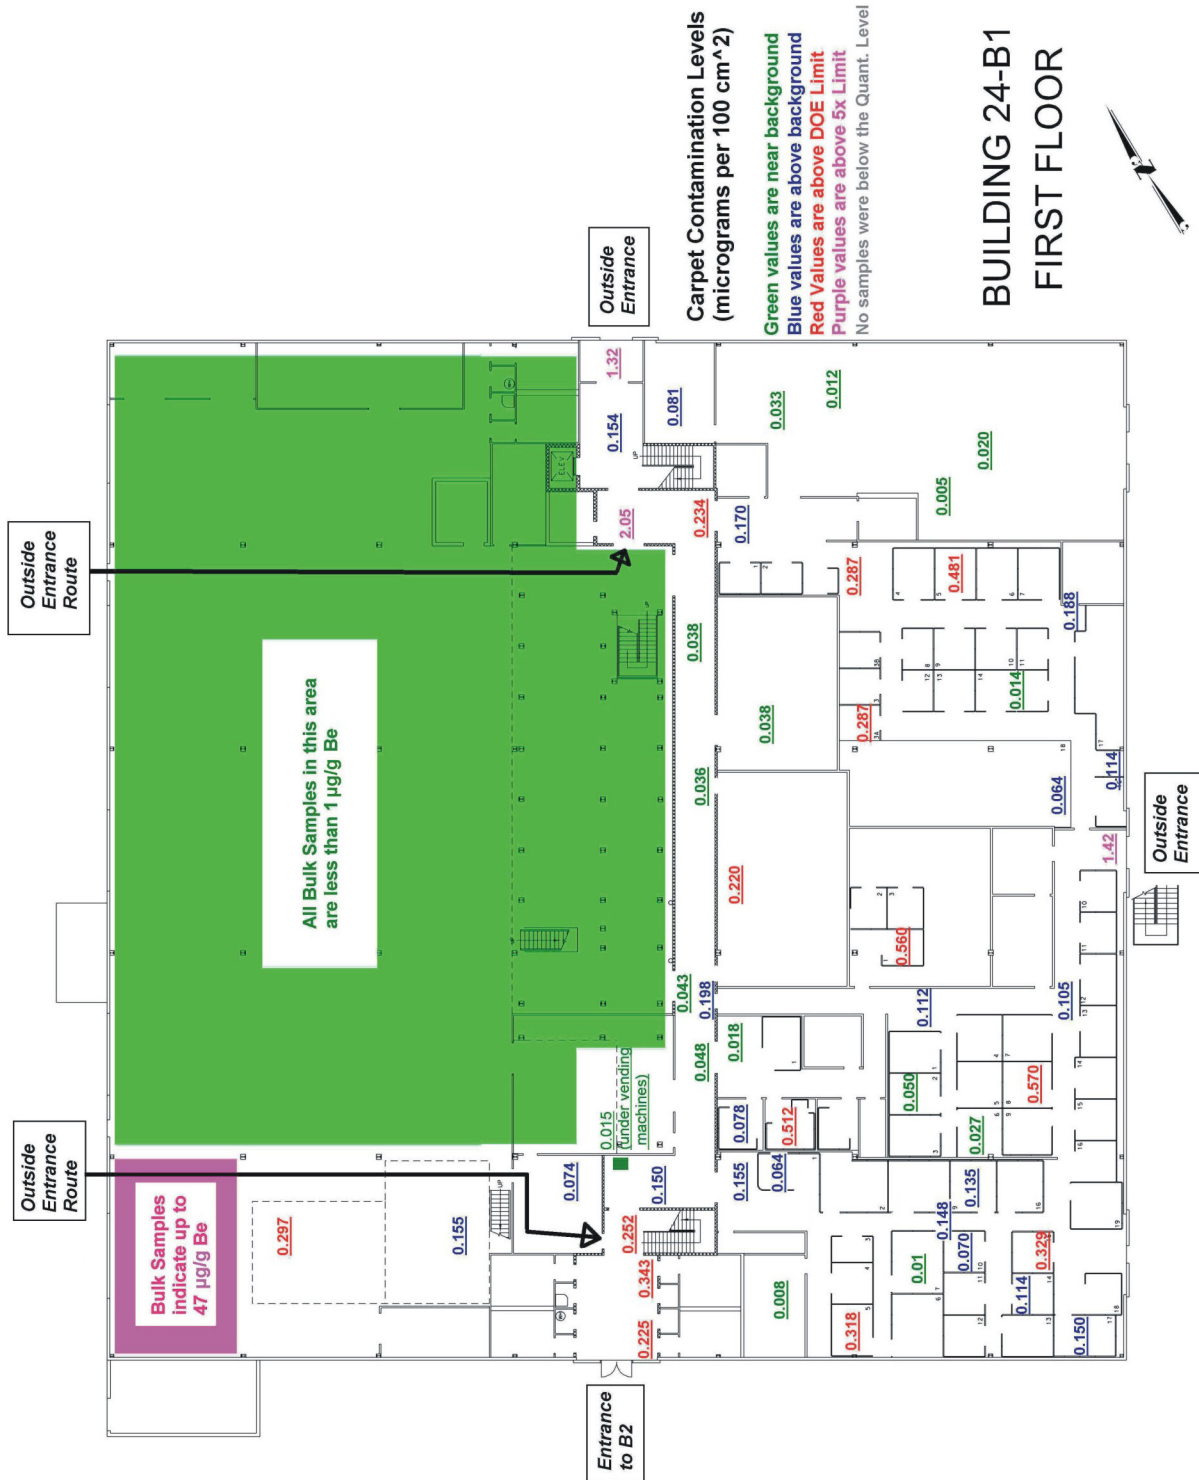 Outside
Entrance
Route
Outside
Entrance
Route
Bulk Samples
indicate up to
47 µg/g Be
All Bulk Samples in this area
are less than 1 µg/g Be
0.297
0.155
UP
0.074
ELEV
Entrance
to B2
0.225
0.343
0.252
0.150
0.015
(under vending
machines)
UP
2.05
0.154
1.32
UP
Outside
Entrance
0.048
0.043
0.198
0.036
0.038
0.234
0.081
Carpet Contamination Levels
(micrograms per 100 cm^2)
0.008
0.155
0.064
0.078
0.512
0.018
0.220
0.038
0.170
0.033
0.012
Green values are near background
Blue values are above background
Red Values are above DOE Limit
Purple values are above 5x Limit
No samples were below the Quant. Level
0.318
0.01
0.148
0.050
0.112
0.560
0.287
0.287
0.005
0.020
0.070
0.135
0.027
0.481
0.114
0.329
0.570
0.014
0.150
0.105
0.064
0.188
1.42
0.114
Outside
Entrance
BUILDING 24-B1
FIRST FLOOR
N